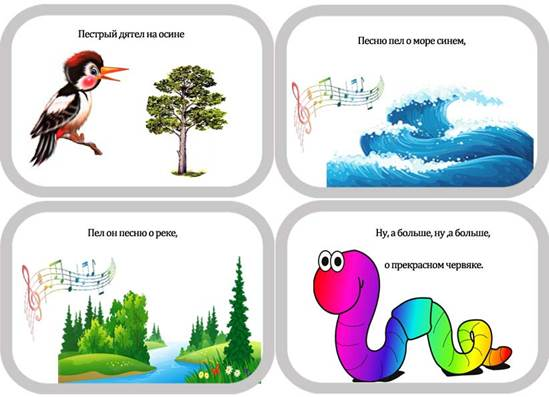 Пестрый дятел на осине
Песню пел о море синем,
Пел он песню о реке,
Ну, а больше, ну ,а больше,
о прекрасном червяке.